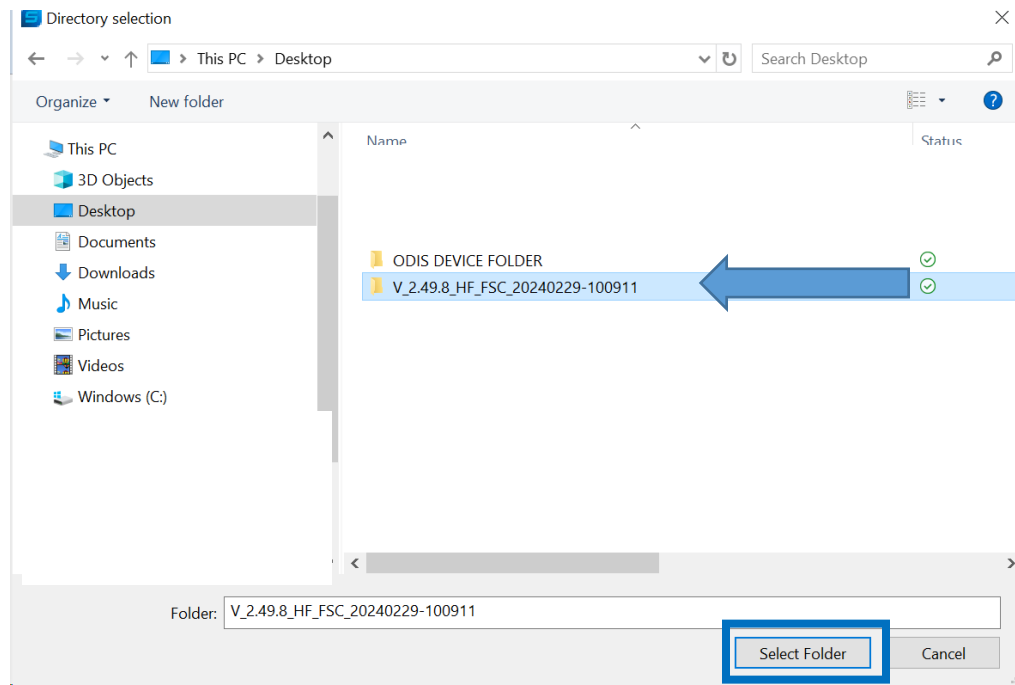 Directory selection
This PC > Desktop
Search Desktop
Organize
New folder
?
Name
Status
This PC
3D Objects
Desktop
Documents
Downloads
Music
Pictures
Videos
Windows (C:)
ODIS DEVICE FOLDER
V_2.49.8_HF_FSC_20240229-100911
Folder: V_2.49.8_HF_FSC_20240229-100911
Select Folder
Cancel